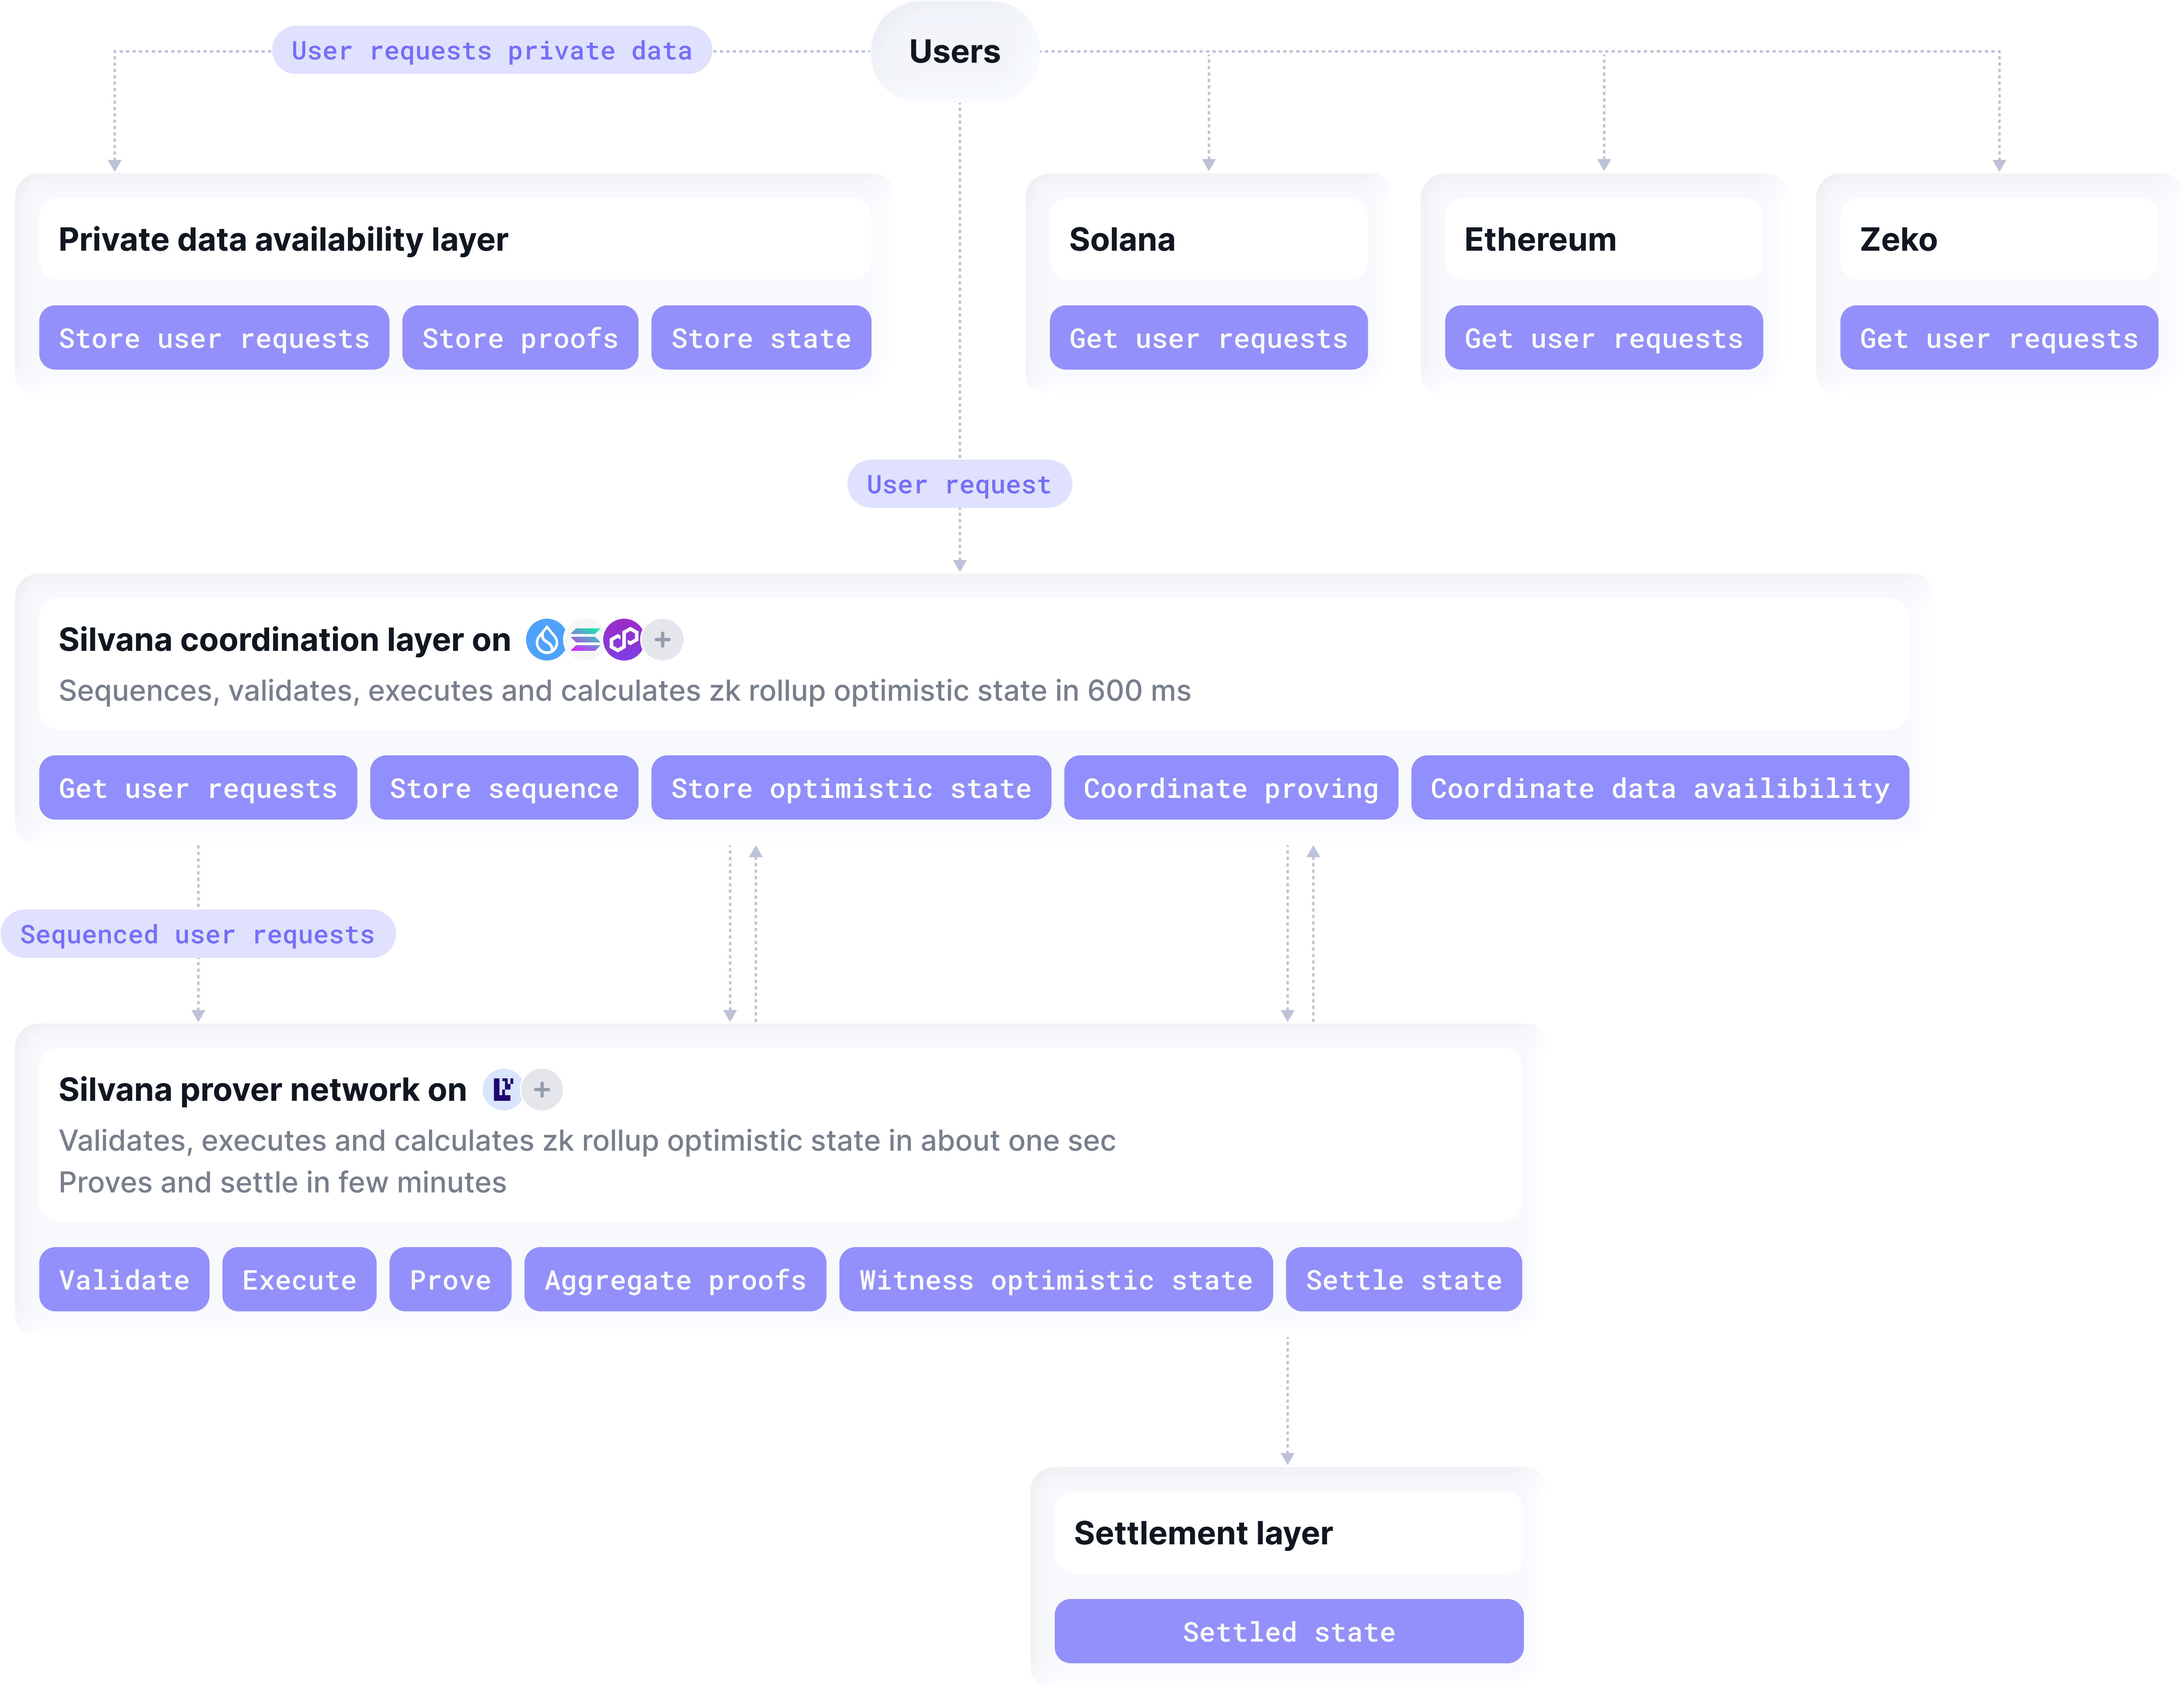 User requests private data
Users
Private data availability layer
Store user requests
Store proofs
Store state
Solana
Get user requests
Ethereum
Get user requests
Zeko
Get user requests
User request
Silvana coordination layer on
Sequences, validates, executes and calculates zk rollup optimistic state in 600 ms
Get user requests
Store sequence
Store optimistic state
Coordinate proving
Coordinate data availibility
Sequenced user requests
Silvana prover network on
Validates, executes and calculates zk rollup optimistic state in about one sec
Proves and settle in few minutes
Validate
Execute
Prove
Aggregate proofs
Witness optimistic state
Settle state
Settlement layer
Settled state